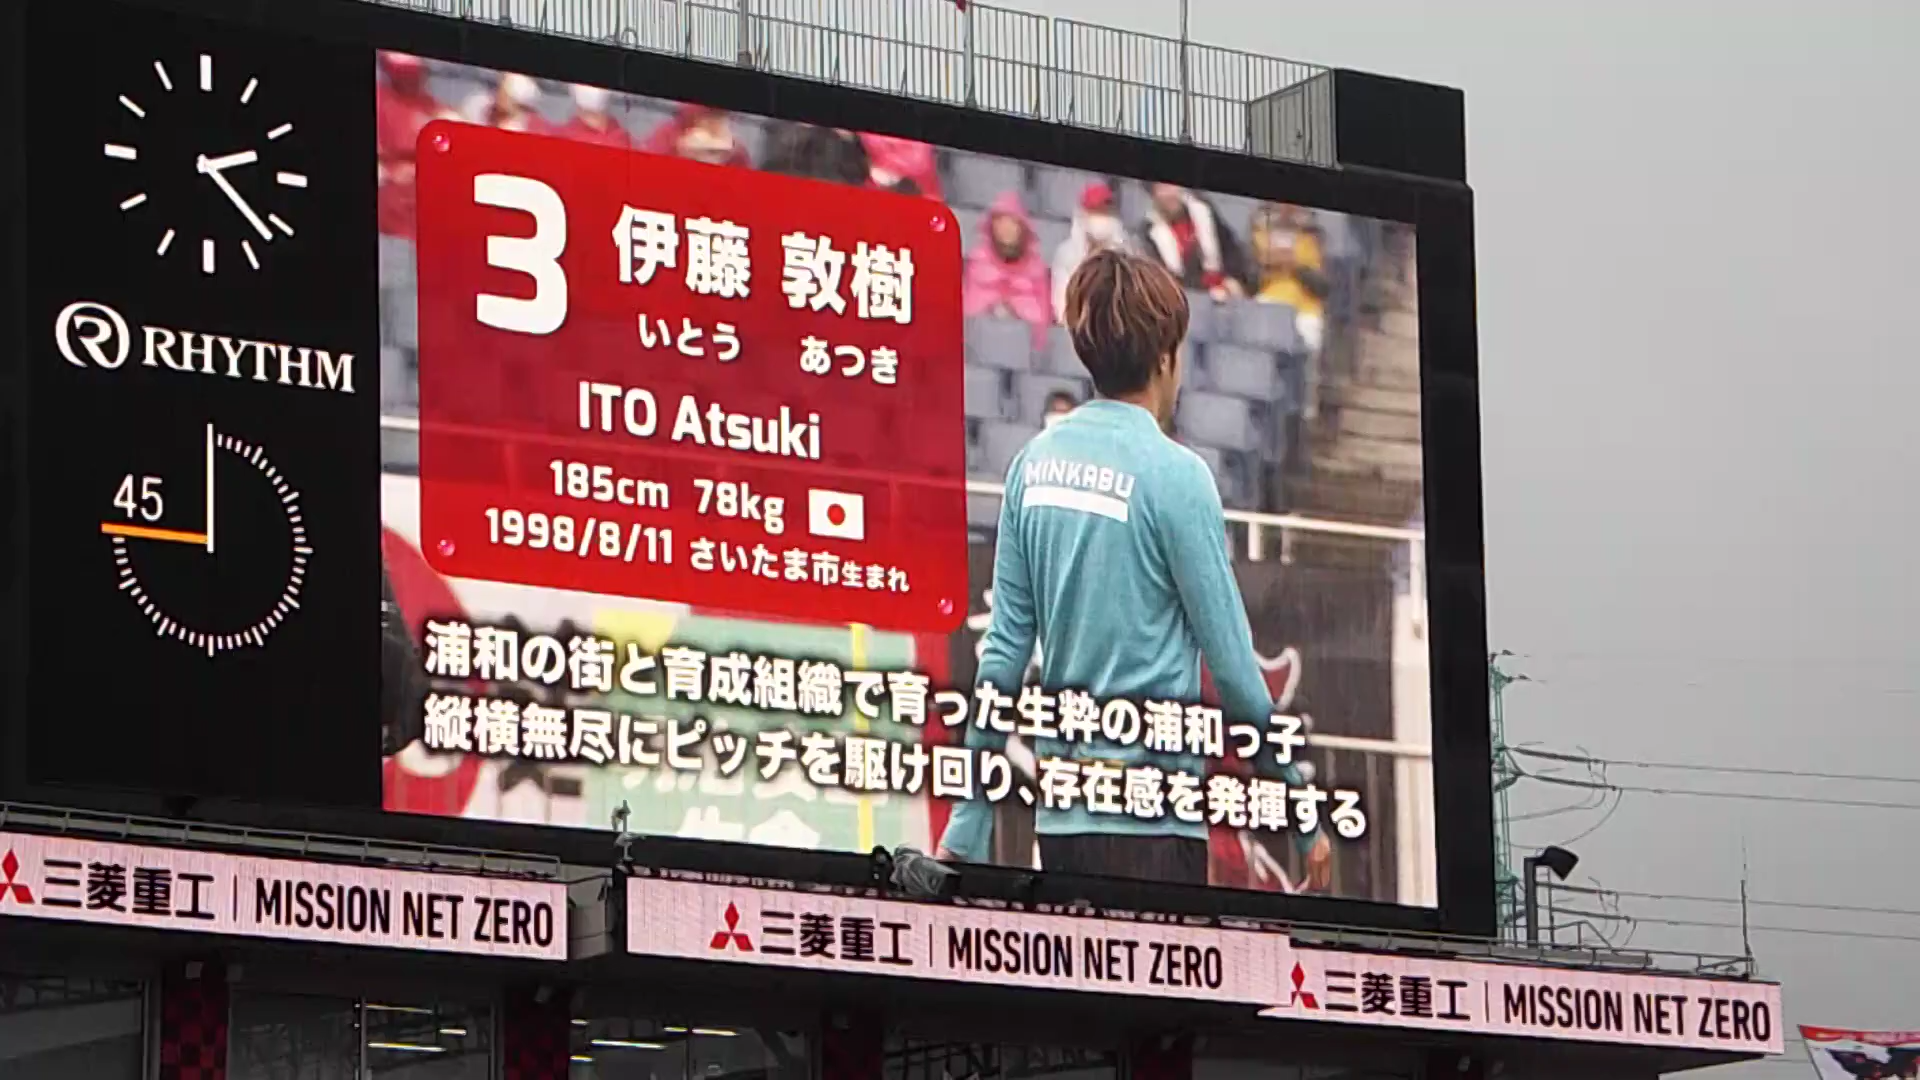 RHYTHM
45
3
伊藤 敦樹
いとう あつき
ITO Atsuki
185cm 78kg
1998/8/11 さいたま市生まれ
MINKABU
浦和の街と育成組織で育った生粋の浦和っ子
縦横無尽にピッチを駆け回り、存在感を発揮する
三菱重工 | MISSION NET ZERO
三菱重工 | MISSION NET ZERO
三菱重工 | MISSION NET ZERO